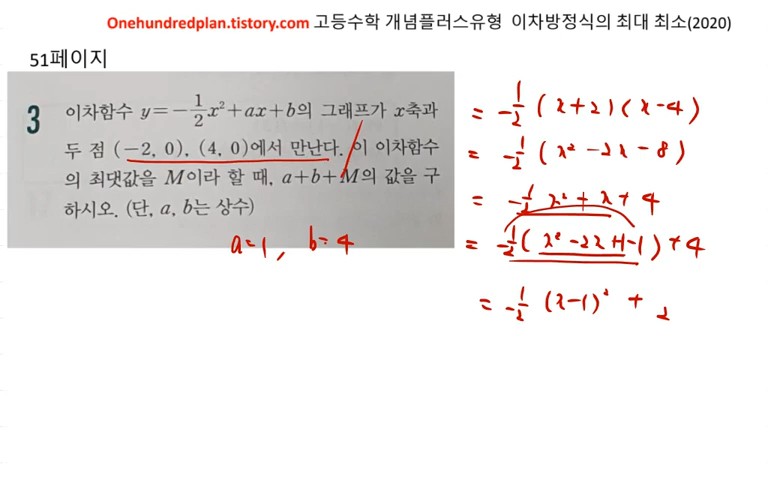 Onehundredplan.tistory.com 고등수학 개념플러스유형 이차방정식의 최대 최소(2020)
51페이지
3 이차함수 y=-1/2x²+ax+b의 그래프가 x축과
두 점 (-2, 0), (4, 0)에서 만난다. 이 이차함수
의 최댓값을 M이라 할 때, a+b+M의 값을 구
하시오. (단, a, b는 상수)
a=1, b=4
= -1/2 (x+2)(x-4)
= -1/2 (x²-2x-8)
= -1/2 x²+x+4
= -1/2 (x²-2x+1-1)+4
= -1/2 (x-1)² + 2